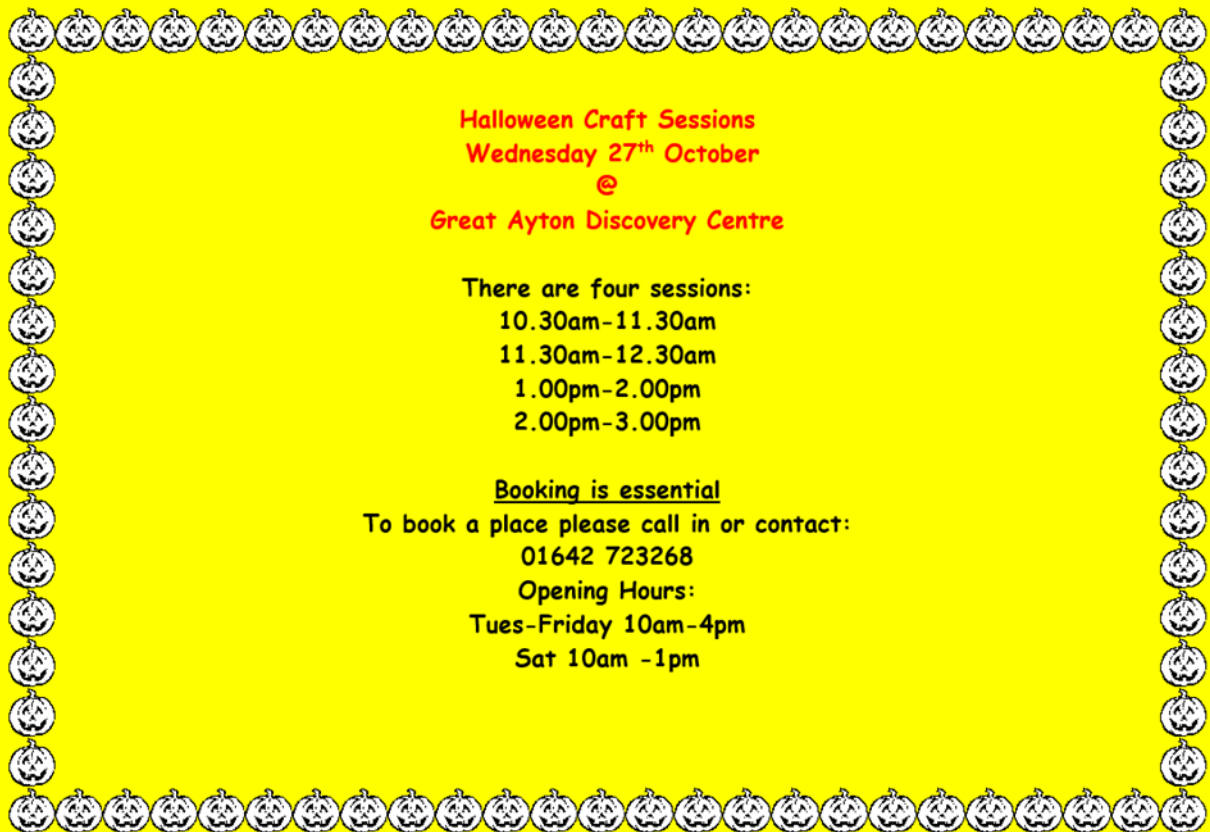 Halloween Craft Sessions
Wednesday 27th October
@
Great Ayton Discovery Centre
There are four sessions:
10.30am-11.30am
11.30am-12.30am
1.00pm-2.00pm
2.00pm-3.00pm
Booking is essential
To book a place please call in or contact:
01642 723268
Opening Hours:
Tues-Friday 10am-4pm
Sat 10am -1pm